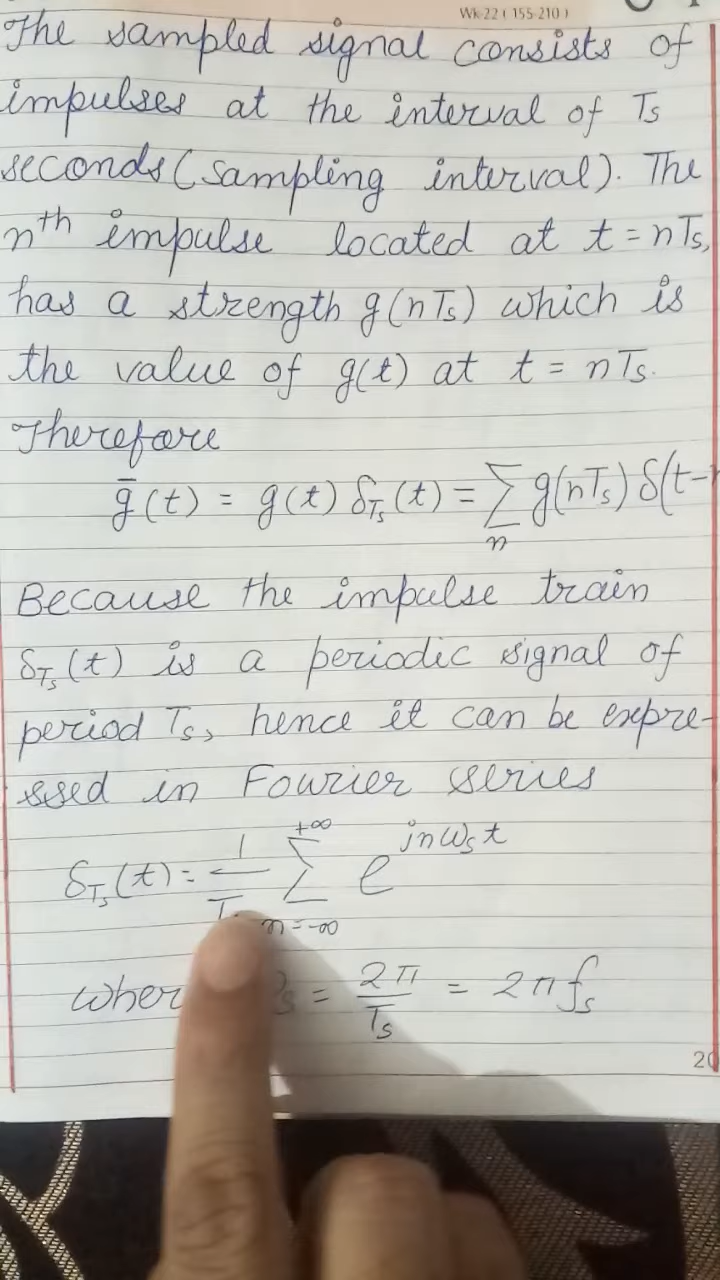 Wk-22 (155-210)
The sampled signal consists of
impulses at the interval of Ts
seconds (sampling interval). The
nth impulse located at t = nTs,
has a strength g(nTs) which is
the value of g(t) at t = nTs.
Therefore
ḡ(t) = g(t) δTs(t) = ∑n g(nTs) δ(t-
Because the impulse train
δTs(t) is a periodic signal of
period Ts, hence it can be expre-
ssed in Fourier series
δTs(t) = 1/T ∑n=-∞+∞ e^jnωst
wher s = 2π/Ts = 2πfs
20